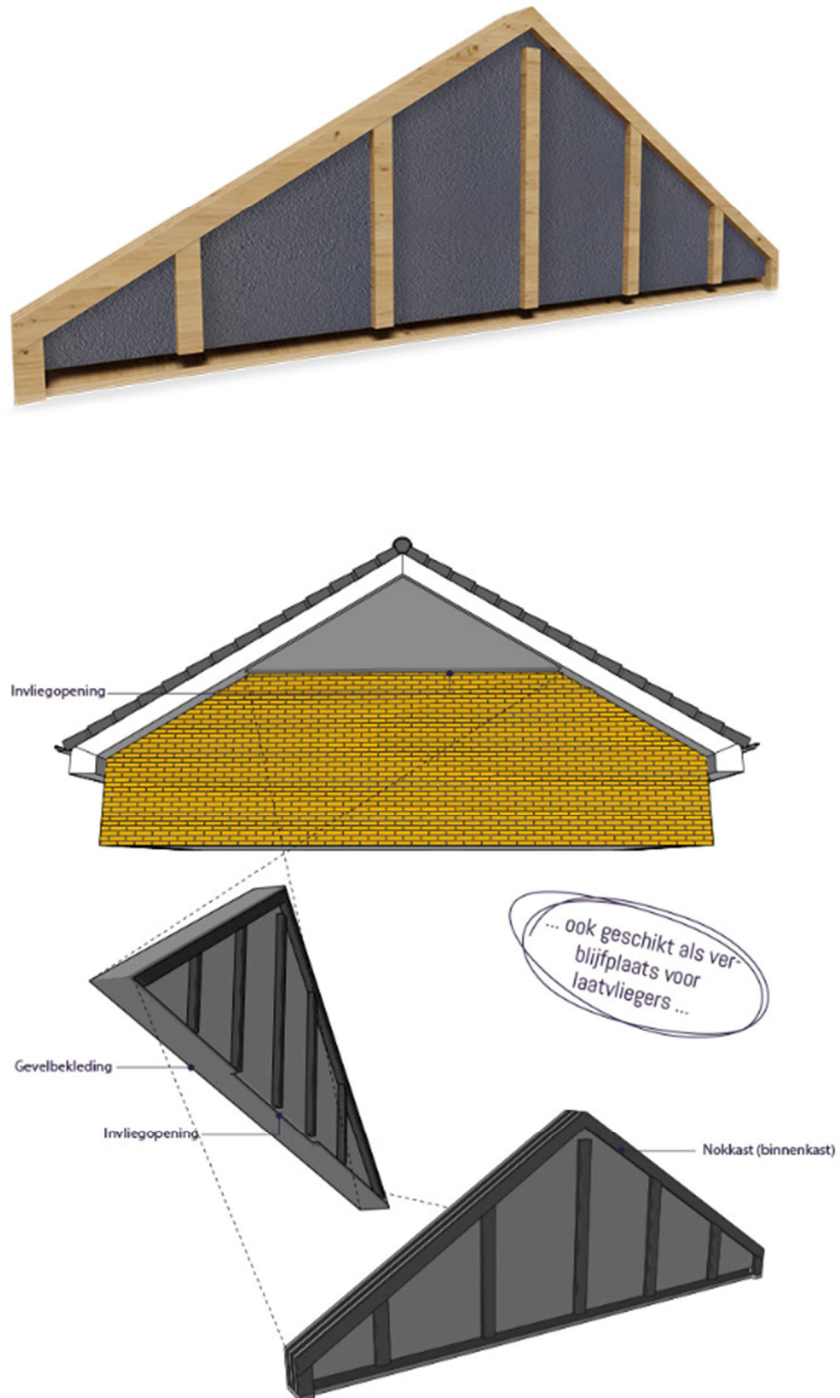 Invliegopening
... ook geschikt als ver-
blijfplaats voor
laatvliegers ...
Gevelbekleding
Invliegopening
Nokkast (binnenkast)